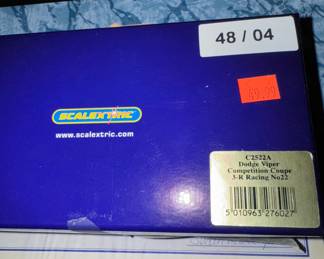 48 / 04
SCALEXTRIC
www.scalextric.com
C2522A
Dodge Viper
Competition Coupe
3-R Racing No22
5 010963 276027